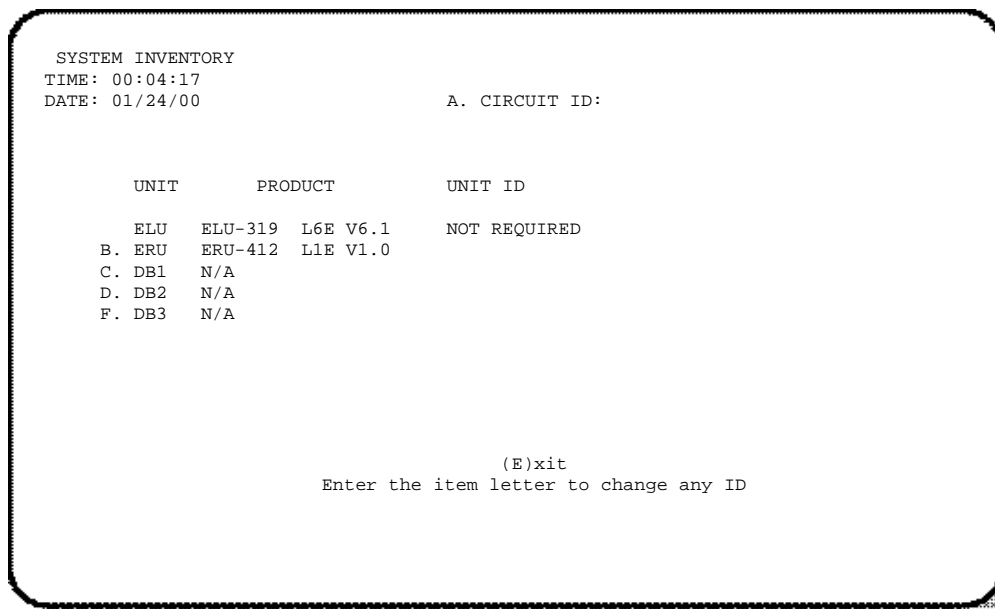 SYSTEM INVENTORY
TIME: 00:04:17
DATE: 01/24/00 A. CIRCUIT ID:
UNIT PRODUCT UNIT ID
ELU ELU-319 L6E V6.1 NOT REQUIRED
B. ERU ERU-412 L1E V1.0
C. DB1 N/A
D. DB2 N/A
F. DB3 N/A
(E)xit
Enter the item letter to change any ID